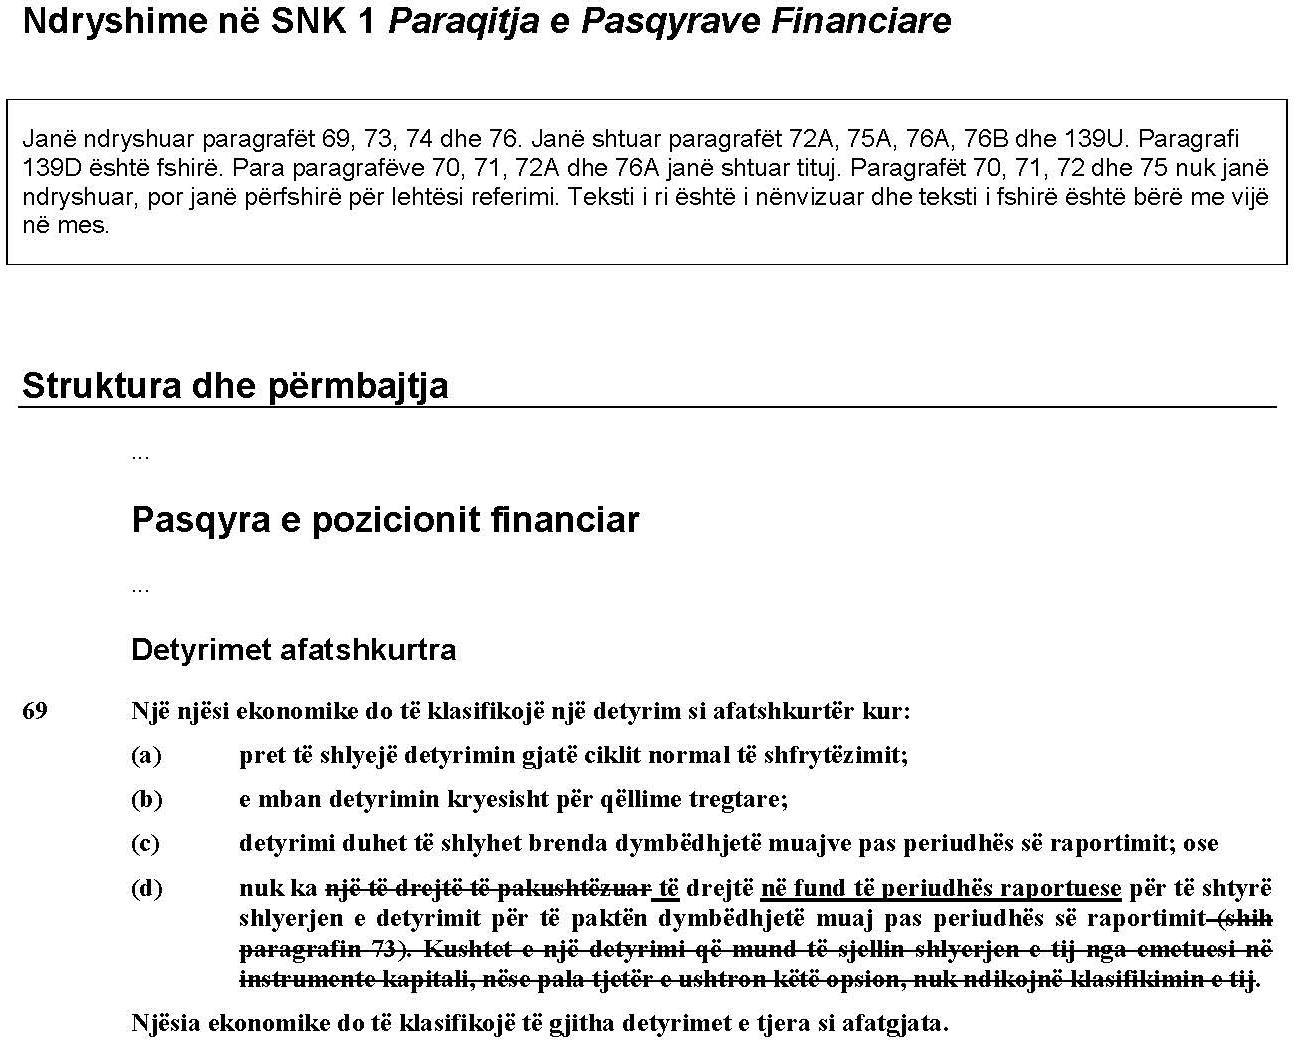 Ndryshime në SNK 1 Paraqitja e Pasqyrave Financiare
Janë ndryshuar paragrafët 69, 73, 74 dhe 76. Janë shtuar paragrafët 72A, 75A, 76A, 76B dhe 139U. Paragrafi
139D është fshirë. Para paragrafëve 70, 71, 72A dhe 76A janë shtuar tituj. Paragrafët 70, 71, 72 dhe 75 nuk janë
ndryshuar, por janë përfshirë për lehtësi referimi. Teksti i ri është i nënvizuar dhe teksti i fshirë është bërë me vijë
në mes.
Struktura dhe përmbajtja
...
Pasqyra e pozicionit financiar
...
Detyrimet afatshkurtra
69 Një njësi ekonomike do të klasifikojë një detyrim si afatshkurtër kur:
(a) pret të shlyejë detyrimin gjatë ciklit normal të shfrytëzimit;
(b) e mban detyrimin kryesisht për qëllime tregtare;
(c) detyrimi duhet të shlyhet brenda dymbëdhjetë muajve pas periudhës së raportimit; ose
(d) nuk ka një të drejtë të pakushtëzuar të drejtë në fund të periudhës raportuese për të shtyrë
shlyerjen e detyrimit për të paktën dymbëdhjetë muaj pas periudhës së raportimit (shih
paragrafin 73). Kushtet e një detyrimi që mund të sjellin shlyerjen e tij nga emetuesi në
instrumente kapitali, nëse pala tjetër e ushtron këtë opsion, nuk ndikojnë klasifikimin e tij.
Njësia ekonomike do të klasifikojë të gjitha detyrimet e tjera si afatgjata.